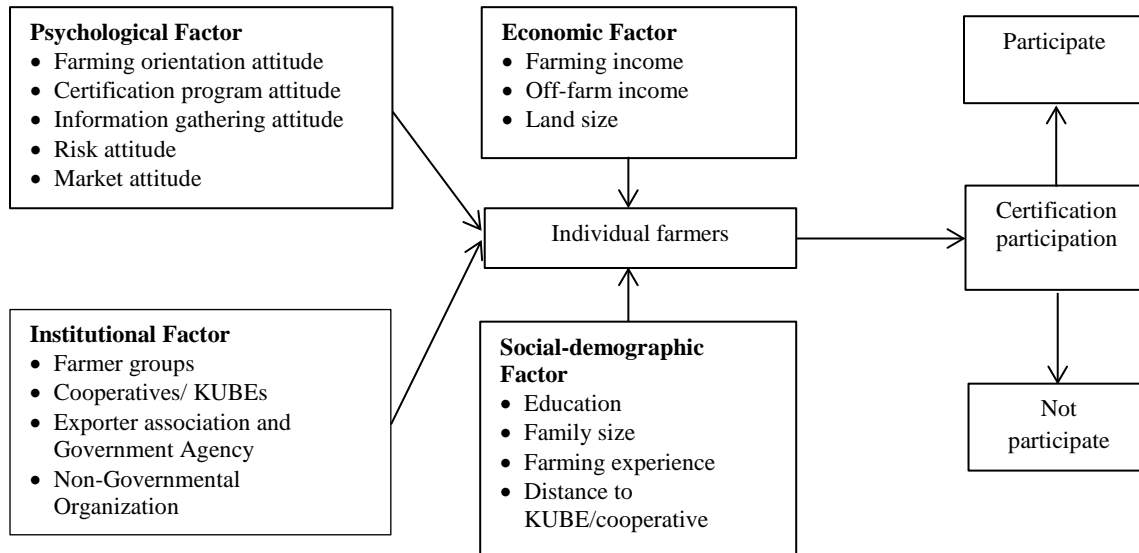 Psychological Factor
• Farming orientation attitude
• Certification program attitude
• Information gathering attitude
• Risk attitude
• Market attitude
Economic Factor
• Farming income
• Off-farm income
• Land size
Participate
Individual farmers
Certification
participation
Institutional Factor
• Farmer groups
• Cooperatives/ KUBEs
• Exporter association and
Government Agency
• Non-Governmental
Organization
Social-demographic
Factor
• Education
• Family size
• Farming experience
• Distance to
KUBE/cooperative
Not
participate